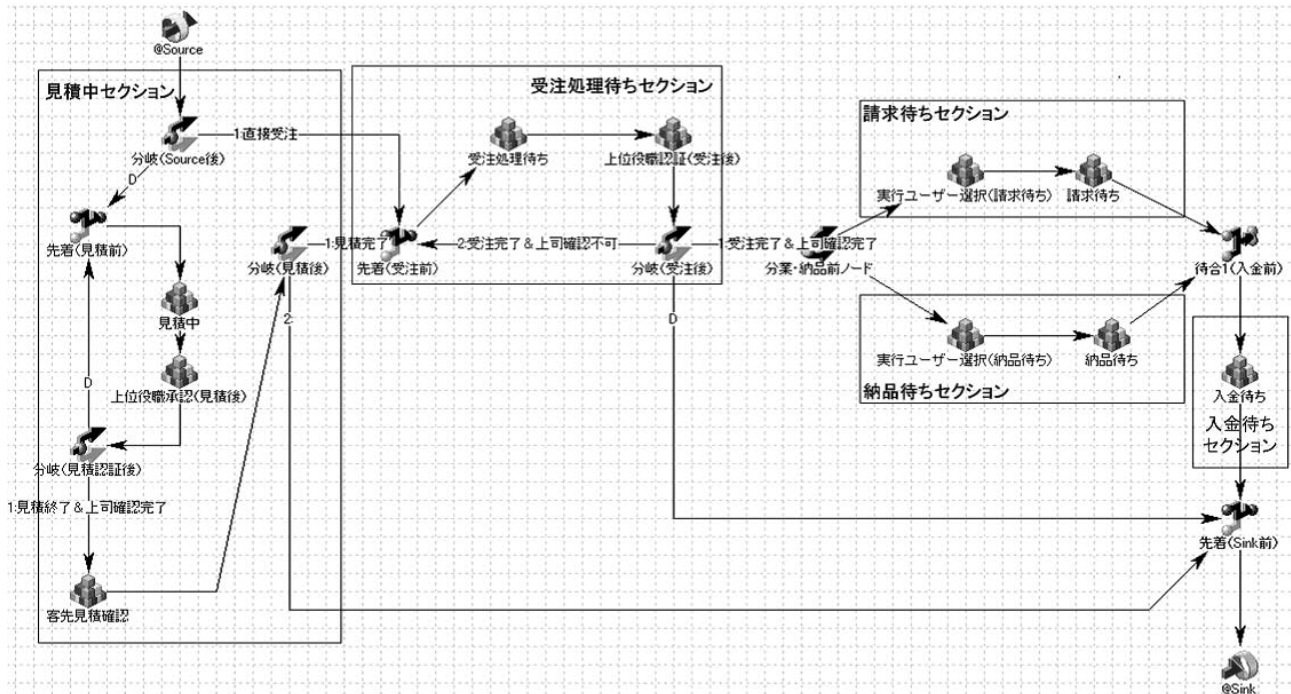 @Source
見積中セクション
分岐(Source後)
1:直接受注
D
先着(見積前)
見積中
上位役職承認(見積後)
D
分岐(見積認証後)
1:見積終了&上司確認完了
客先見積確認
分岐(見積後)
1:見積完了
2
受注処理待ちセクション
受注処理待ち
上位役職認証(受注後)
先着(受注前)
2:受注完了&上司確認不可
分岐(受注後)
1:受注完了&上司確認完了
D
分業・納品前ノード
請求待ちセクション
実行ユーザー選択(請求待ち)
請求待ち
実行ユーザー選択(納品待ち)
納品待ち
納品待ちセクション
待合1(入金前)
入金待ち
入金待ち
セクション
先着(Sink前)
@Sink